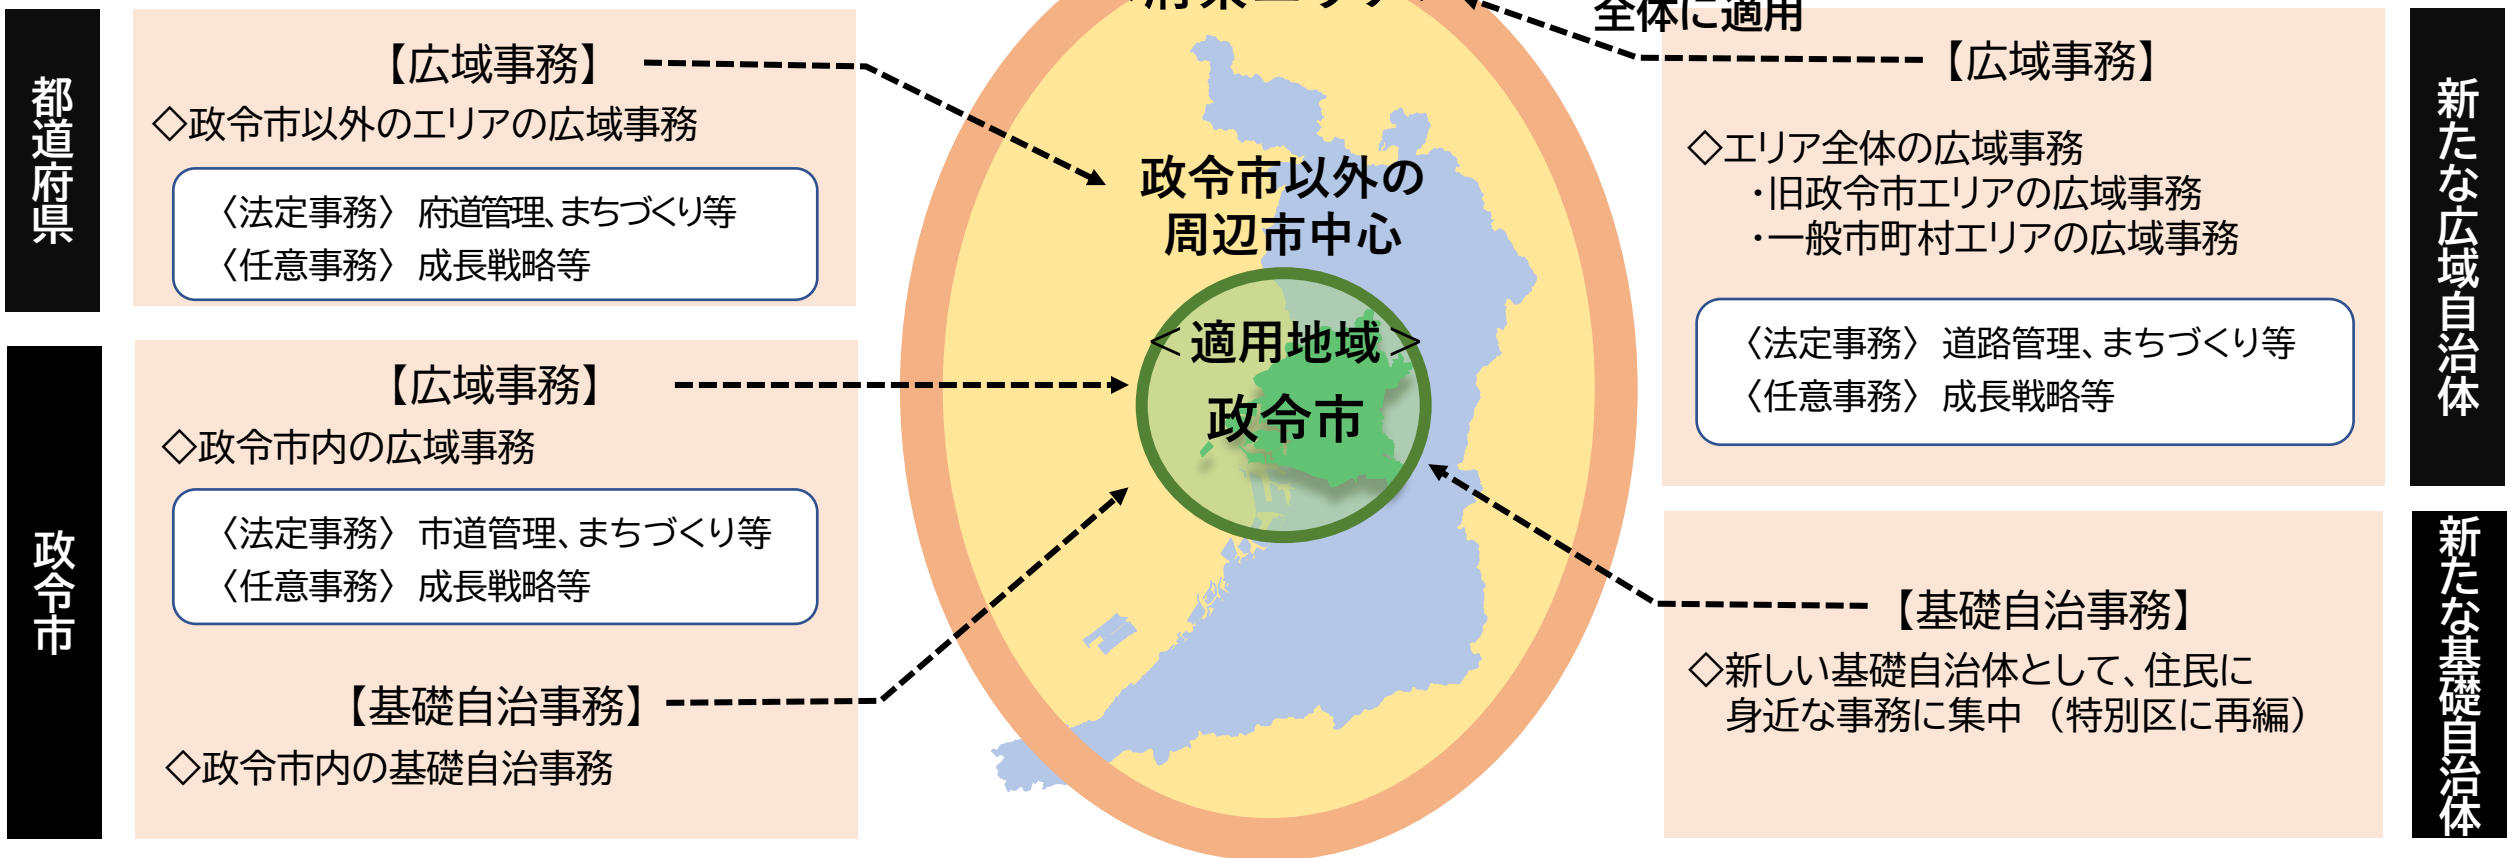 都道府県
【広域事務】
◇政令市以外のエリアの広域事務
〈法定事務〉 府道管理、まちづくり等
〈任意事務〉 成長戦略等
政令市
【広域事務】
◇政令市内の広域事務
〈法定事務〉 市道管理、まちづくり等
〈任意事務〉 成長戦略等
【基礎自治事務】
◇政令市内の基礎自治事務
全体に適用
政令市以外の
周辺市中心
＜適用地域＞
政令市
新たな広域自治体
【広域事務】
◇エリア全体の広域事務
・旧政令市エリアの広域事務
・一般市町村エリアの広域事務
〈法定事務〉 道路管理、まちづくり等
〈任意事務〉 成長戦略等
新たな基礎自治体
【基礎自治事務】
◇新しい基礎自治体として、住民に
身近な事務に集中（特別区に再編）